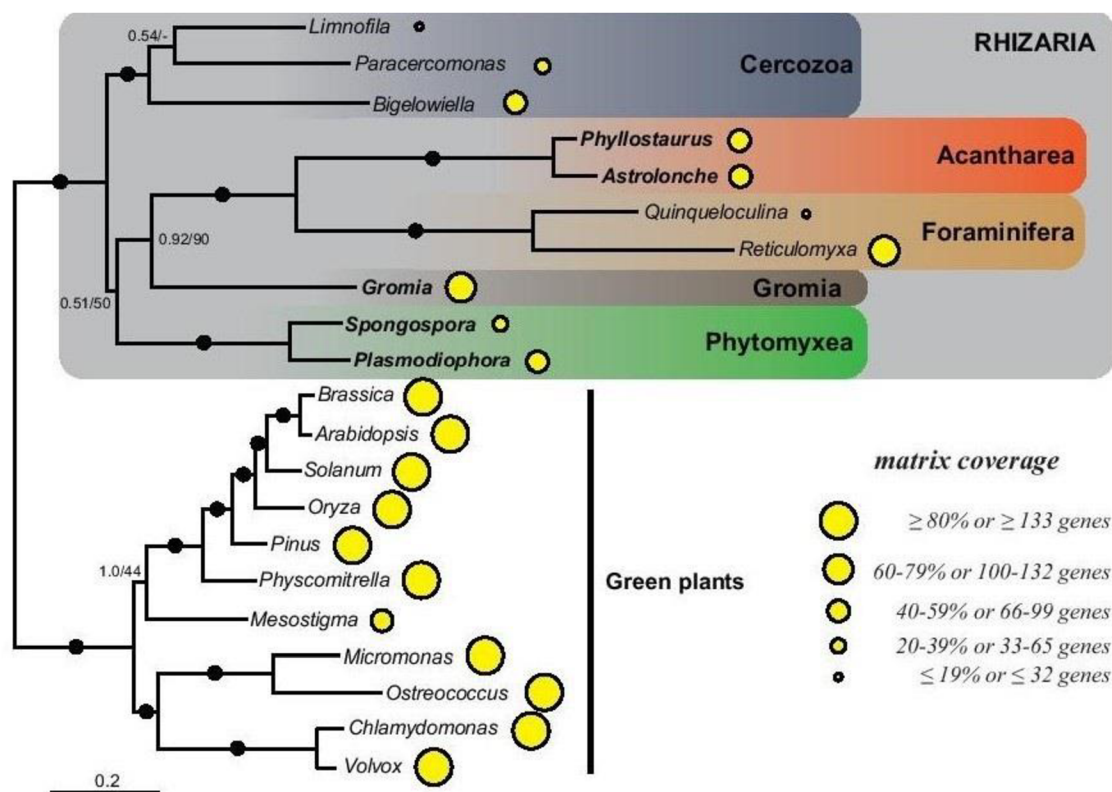 Limnofila
0.54/-
RHIZARIA
Paracercomonas
Cercozoa
Bigelowiella
Phyllostaurus
Acantharea
Astrolonche
Quinqueloculina
Foraminifera
0.92/90
Reticulomyxa
Gromia
Gromia
0.51/50
Spongospora
Phytomyxea
Plasmodiophora
Brassica
Arabidopsis
Solanum
Oryza
Pinus
1.0/44
Physcomitrella
Mesostigma
Micromonas
Ostreococcus
Chlamydomonas
Volvox
Green plants
0.2
matrix coverage
≥ 80% or ≥ 133 genes
60-79% or 100-132 genes
40-59% or 66-99 genes
20-39% or 33-65 genes
≤ 19% or ≤ 32 genes